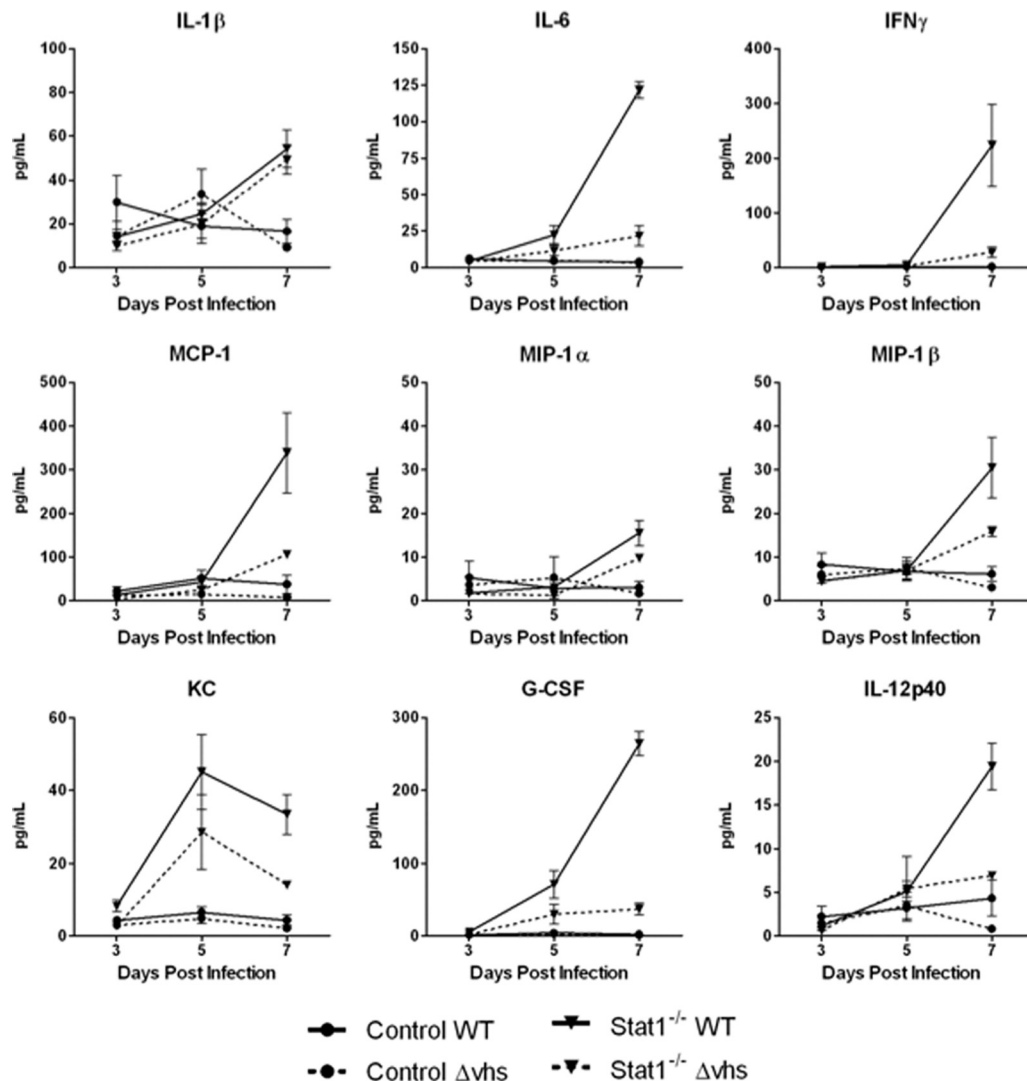 IL-1β
IL-6
IFNγ
100
80
60
40
20
0
pg/mL
3 5 7
Days Post Infection
150
125
100
75
50
25
0
pg/mL
3 5 7
Days Post Infection
400
300
200
100
0
pg/mL
3 5 7
Days Post Infection
MCP-1
MIP-1α
MIP-1β
500
400
300
200
100
0
pg/mL
3 5 7
Days Post Infection
50
40
30
20
10
0
pg/mL
3 5 7
Days Post Infection
50
40
30
20
10
0
pg/mL
3 5 7
Days Post Infection
KC
G-CSF
IL-12p40
60
40
20
0
pg/mL
3 5 7
Days Post Infection
300
200
100
0
pg/mL
3 5 7
Days Post Infection
25
20
15
10
5
0
pg/mL
3 5 7
Days Post Infection
Control WT
Stat1-/- WT
Control Δvhs
Stat1-/- Δvhs